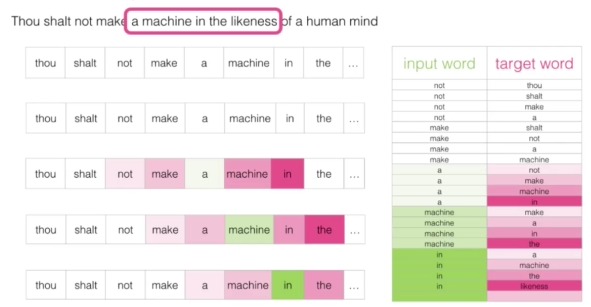 Thou shalt not make a machine in the likeness of a human mind
thou shalt not make a machine in the ...
thou shalt not make a machine in the ...
thou shalt not make a machine in the ...
thou shalt not make a machine in the ...
thou shalt not make a machine in the ...
input word target word
not thou
not shalt
not make
not a
make shalt
make not
make a
make machine
a not
a make
a machine
a in
machine make
machine a
machine in
machine the
in a
in machine
in the
in likeness